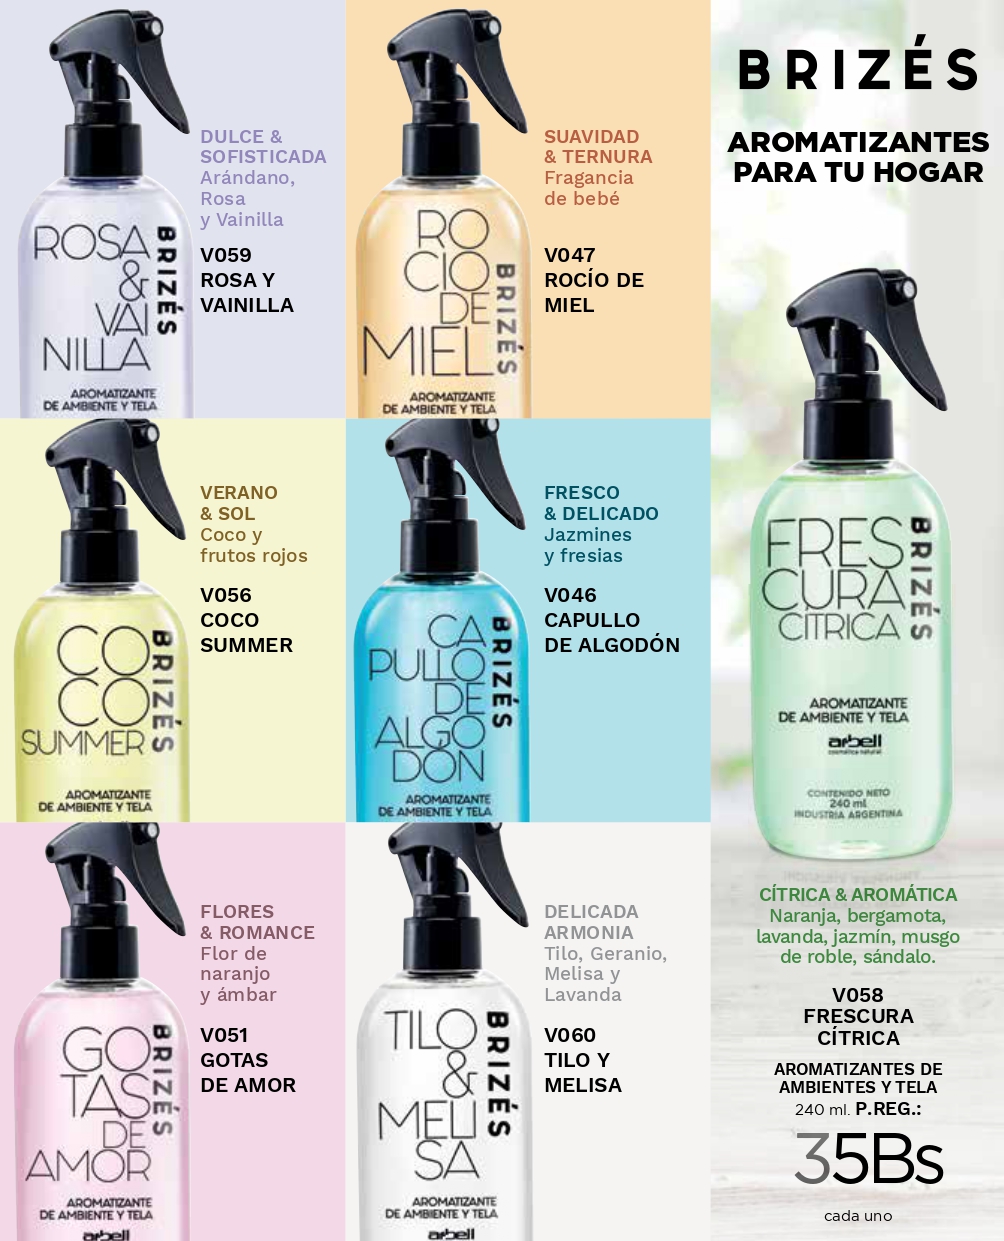 ROSA
&
VAI
NILLA
BRIZÉS
AROMATIZANTE
DE AMBIENTE Y TELA
DULCE &
SOFISTICADA
Arándano,
Rosa
y Vainilla
V059
ROSA Y
VAINILLA
RO
CIO
DE
MIEL
BRIZÉS
AROMATIZANTE
DE AMBIENTE Y TELA
SUAVIDAD
& TERNURA
Fragancia
de bebé
V047
ROCÍO DE
MIEL
CO
CO
SUMMER
BRIZÉS
AROMATIZANTE
DE AMBIENTE Y TELA
VERANO
& SOL
Coco y
frutos rojos
V056
COCO
SUMMER
CA
PULLO
DE
ALGO
DÓN
BRIZÉS
AROMATIZANTE
DE AMBIENTE Y TELA
FRESCO
& DELICADO
Jazmines
y fresias
V046
CAPULLO
DE ALGODÓN
GO
TAS
DE
AMOR
BRIZÉS
AROMATIZANTE
DE AMBIENTE Y TELA
arbell
FLORES
& ROMANCE
Flor de
naranjo
y ámbar
V051
GOTAS
DE AMOR
TILO
&
MELI
SA
BRIZÉS
AROMATIZANTE
DE AMBIENTE Y TELA
arbell
DELICADA
ARMONIA
Tilo, Geranio,
Melisa y
Lavanda
V060
TILO Y
MELISA
BRIZÉS
AROMATIZANTES
PARA TU HOGAR
FRES
CURA
CÍTRICA
BRIZÉS
AROMATIZANTE
DE AMBIENTE Y TELA
arbell
cosmética natural
CONTENIDO NETO
240 ml
INDUSTRIA ARGENTINA
CÍTRICA & AROMÁTICA
Naranja, bergamota,
lavanda, jazmín, musgo
de roble, sándalo.
V058
FRESCURA
CÍTRICA
AROMATIZANTES DE
AMBIENTES Y TELA
240 ml. P.REG.:
35Bs
cada uno